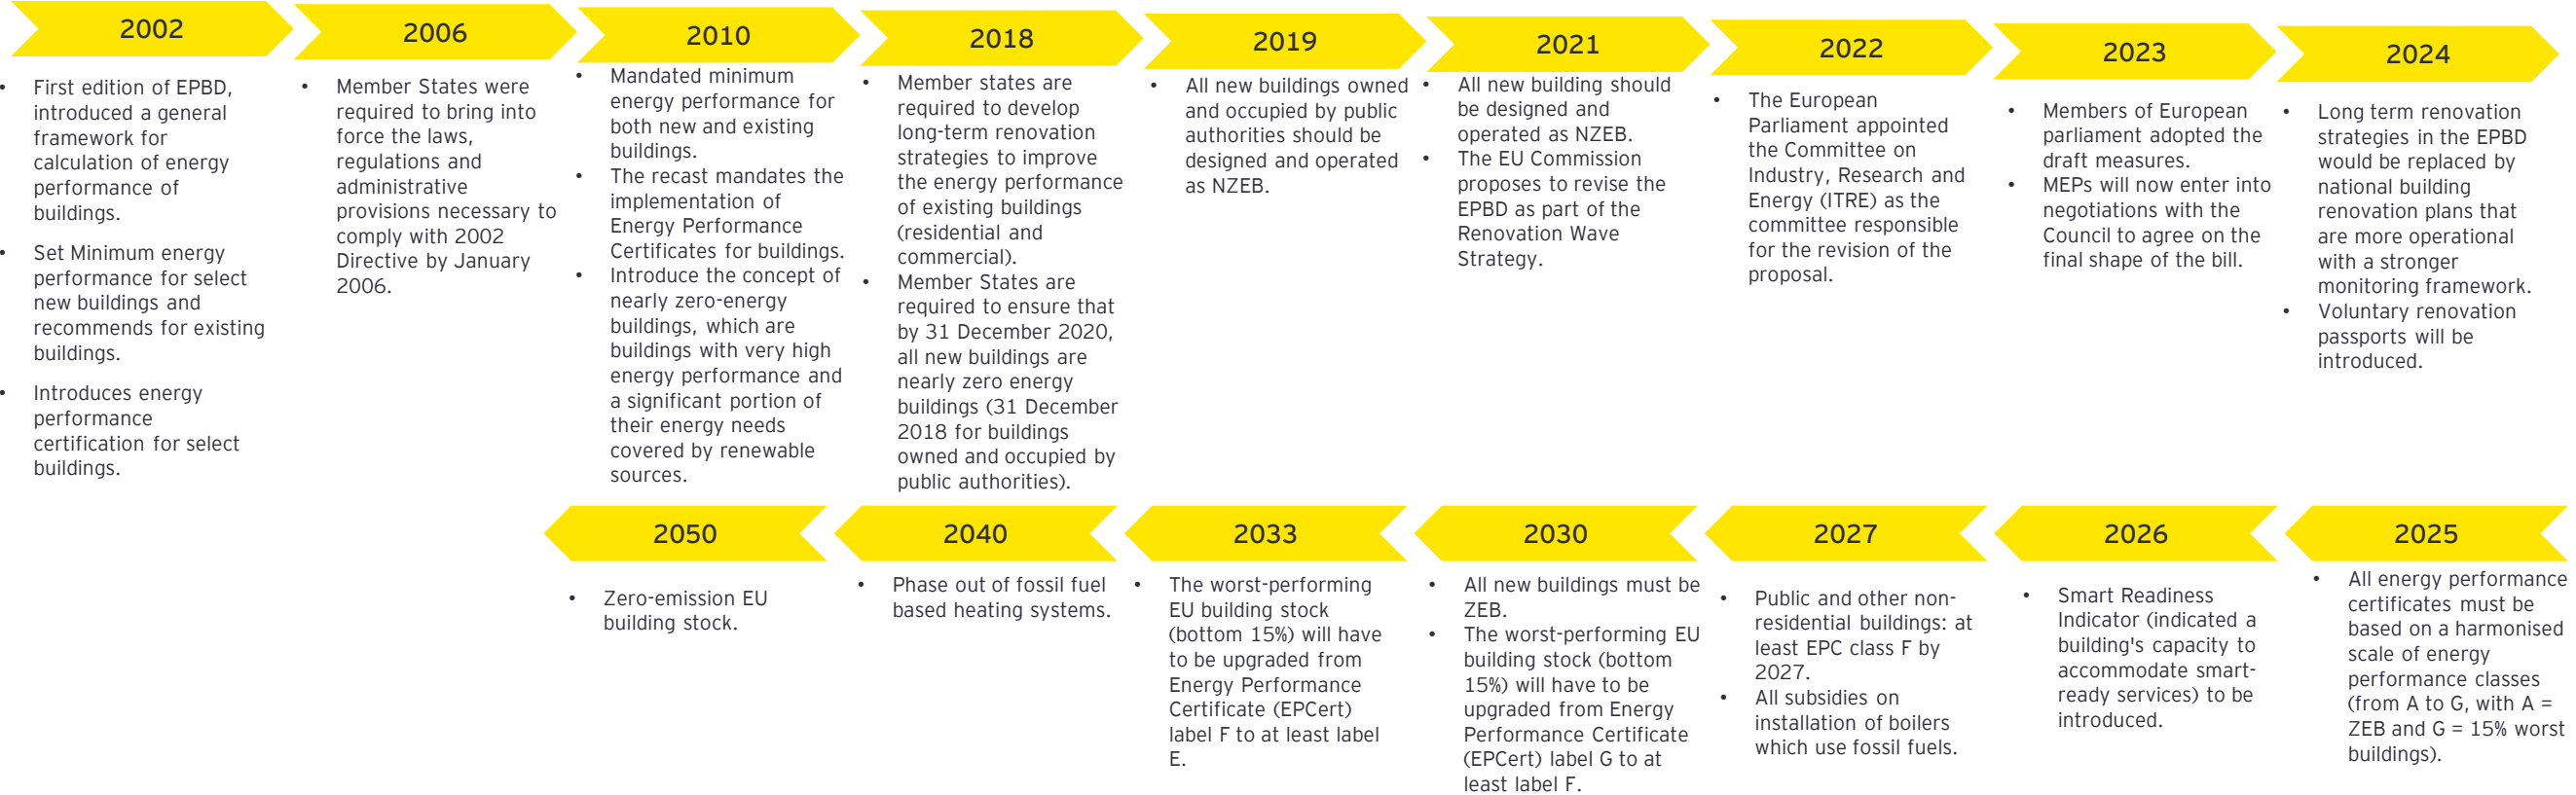 2002
• First edition of EPBD,
introduced a general
framework for
calculation of energy
performance of
buildings.
• Set Minimum energy
performance for select
new buildings and
recommends for existing
buildings.
• Introduces energy
performance
certification for select
buildings.
2006
• Member States were
required to bring into
force the laws,
regulations and
administrative
provisions necessary to
comply with 2002
Directive by January
2006.
2010
• Mandated minimum
energy performance for
both new and existing
buildings.
• The recast mandates the
implementation of
Energy Performance
Certificates for buildings.
• Introduce the concept of
nearly zero-energy
buildings, which are
buildings with very high
energy performance and
a significant portion of
their energy needs
covered by renewable
sources.
2018
• Member states are
required to develop
long-term renovation
strategies to improve
the energy performance
of existing buildings
(residential and
commercial).
• Member States are
required to ensure that
by 31 December 2020,
all new buildings are
nearly zero energy
buildings (31 December
2018 for buildings
owned and occupied by
public authorities).
2019
• All new buildings owned
and occupied by public
authorities should be
designed and operated
as NZEB.
2021
• All new building should
be designed and
operated as NZEB.
• The EU Commission
proposes to revise the
EPBD as part of the
Renovation Wave
Strategy.
2022
• The European
Parliament appointed
the Committee on
Industry, Research and
Energy (ITRE) as the
committee responsible
for the revision of the
proposal.
2023
• Members of European
parliament adopted the
draft measures.
• MEPs will now enter into
negotiations with the
Council to agree on the
final shape of the bill.
2024
• Long term renovation
strategies in the EPBD
would be replaced by
national building
renovation plans that
are more operational
with a stronger
monitoring framework.
• Voluntary renovation
passports will be
introduced.
2050
• Zero-emission EU
building stock.
2040
• Phase out of fossil fuel
based heating systems.
2033
• The worst-performing
EU building stock
(bottom 15%) will have
to be upgraded from
Energy Performance
Certificate (EPCert)
label F to at least label
E.
2030
• All new buildings must be
ZEB.
• The worst-performing EU
building stock (bottom
15%) will have to be
upgraded from Energy
Performance Certificate
(EPCert) label G to at
least label F.
2027
• Public and other non-
residential buildings: at
least EPC class F by
2027.
• All subsidies on
installation of boilers
which use fossil fuels.
2026
• Smart Readiness
Indicator (indicated a
building's capacity to
accommodate smart-
ready services) to be
introduced.
2025
• All energy performance
certificates must be
based on a harmonised
scale of energy
performance classes
(from A to G, with A =
ZEB and G = 15% worst
buildings).